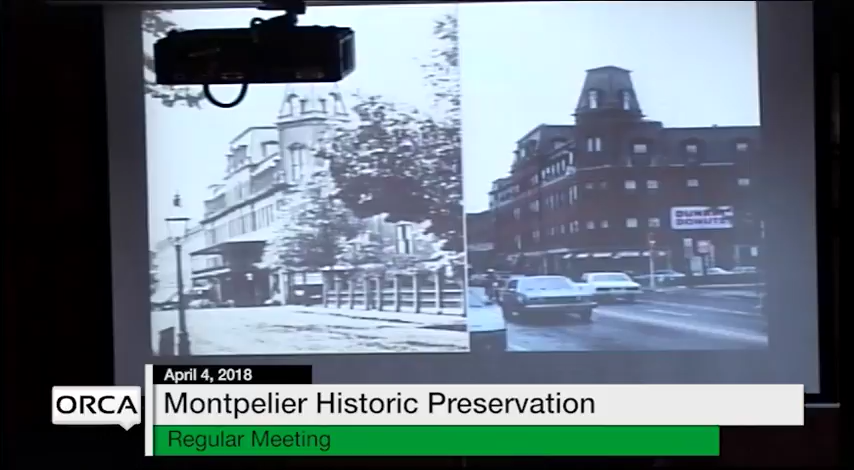 DUNKIN
DONUTS
April 4, 2018
ORCA
Montpelier Historic Preservation
Regular Meeting